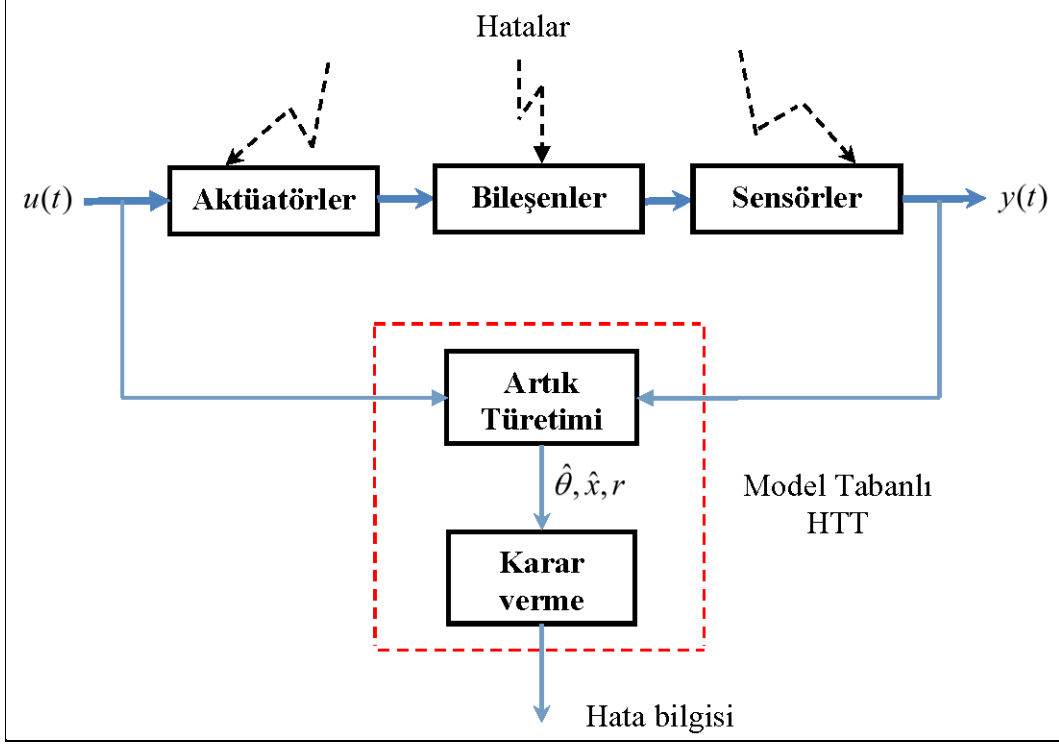 Hatalar
u(t)
Aktüatörler
Bileşenler
Sensörler
y(t)
Artık
Türetimi
θ̂, x̂, r
Model Tabanlı
HTT
Karar
verme
Hata bilgisi